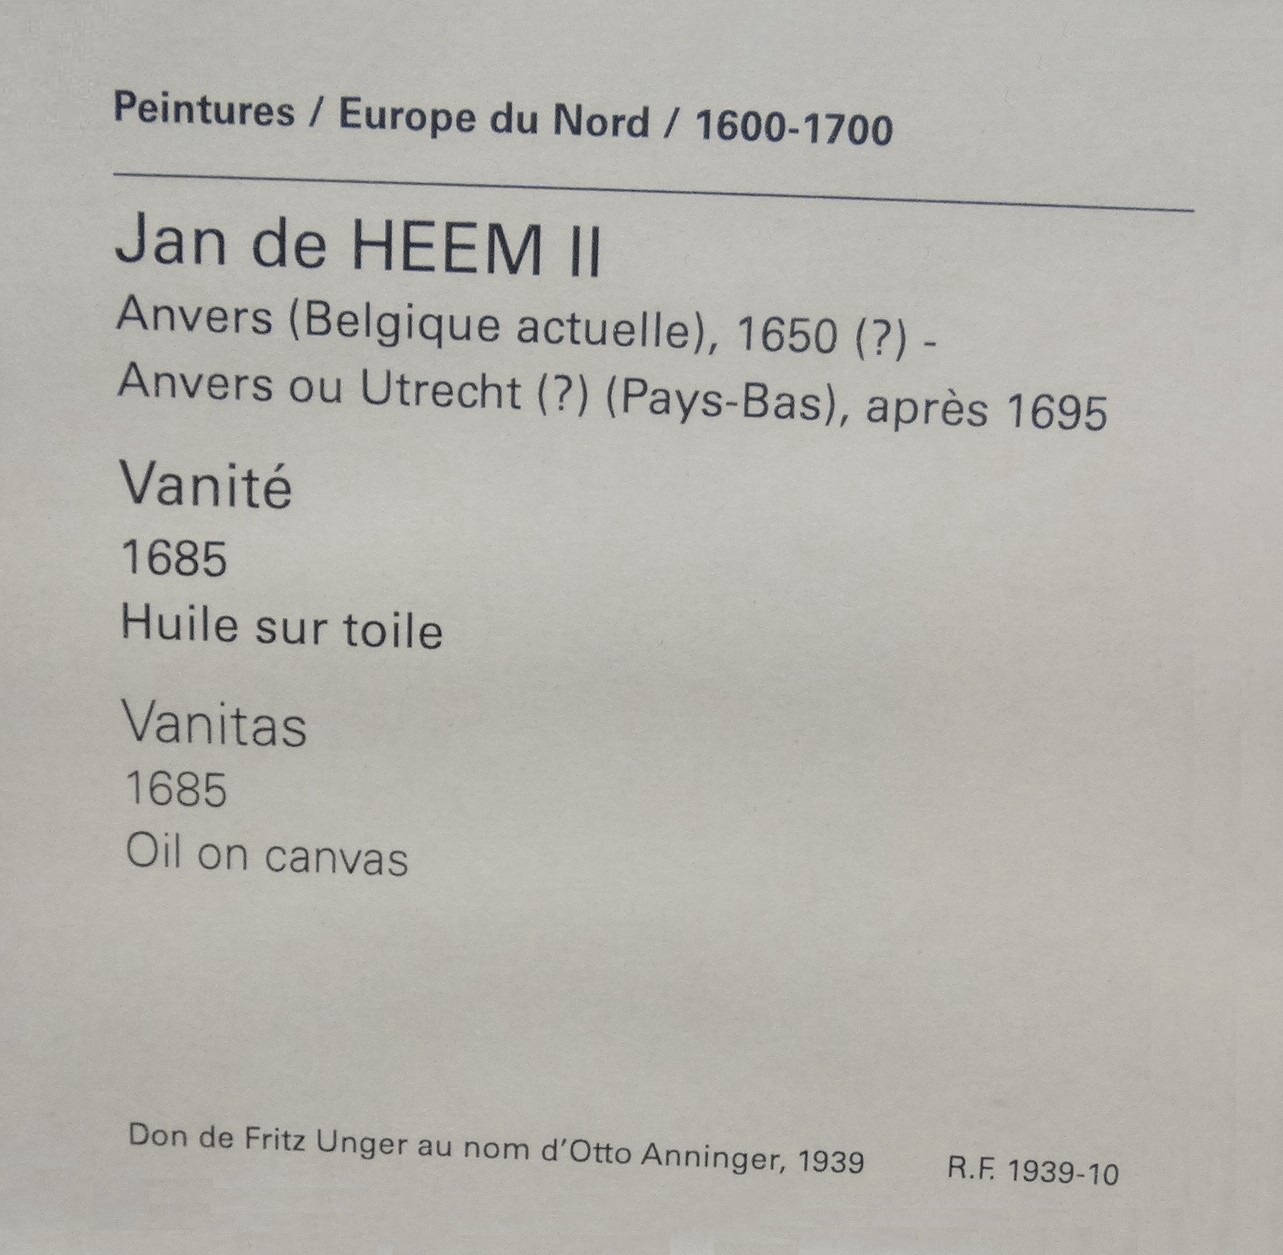 Peintures / Europe du Nord / 1600-1700
Jan de HEEM II
Anvers (Belgique actuelle), 1650 (?) -
Anvers ou Utrecht (?) (Pays-Bas), après 1695
Vanité
1685
Huile sur toile
Vanitas
1685
Oil on canvas
Don de Fritz Unger au nom d'Otto Anninger, 1939 R.F. 1939-10